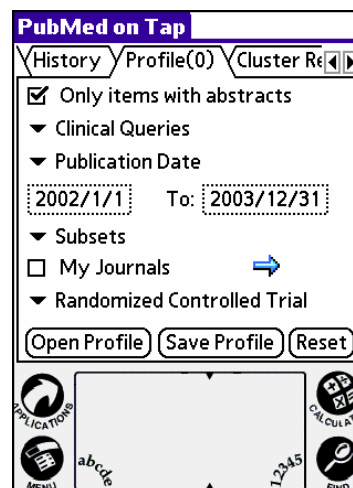 PubMed on Tap
History Profile(0) Cluster Re
Only items with abstracts
Clinical Queries
Publication Date
2002/1/1 To: 2003/12/31
Subsets
My Journals
Randomized Controlled Trial
Open Profile Save Profile Reset
APPLICATIONS CALCULAT
MENU abcde 12345 FIND